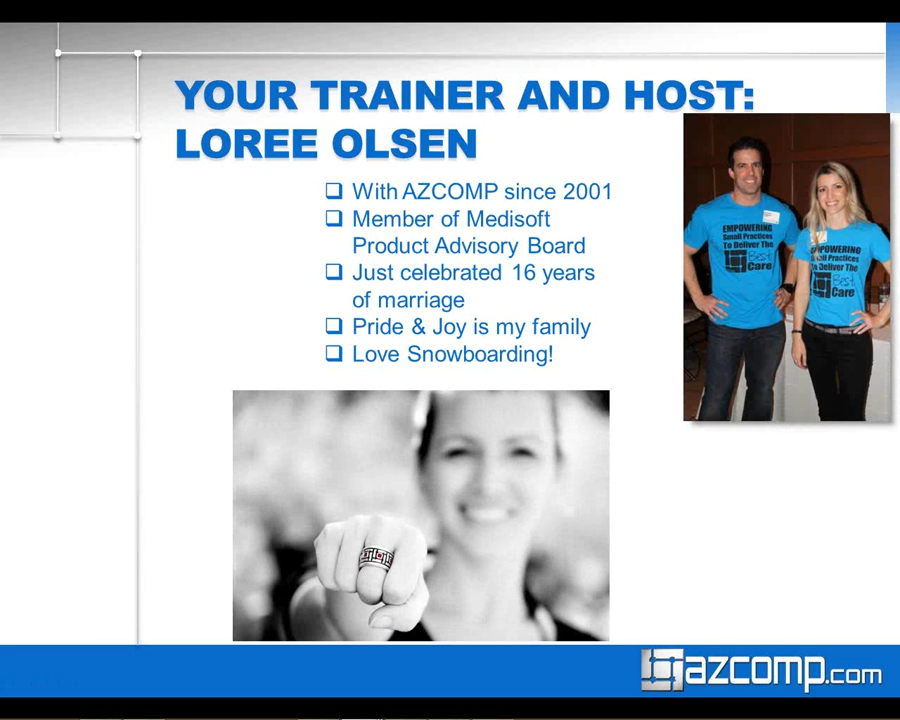 YOUR TRAINER AND HOST:
LOREE OLSEN
With AZCOMP since 2001
Member of Medisoft
Product Advisory Board
Just celebrated 16 years
of marriage
Pride & Joy is my family
Love Snowboarding!
EMPOWERING
Small Practices
To Deliver The
Best
Care
EMPOWERING
Small Practices
To Deliver The
Best
Care
azcomp.com